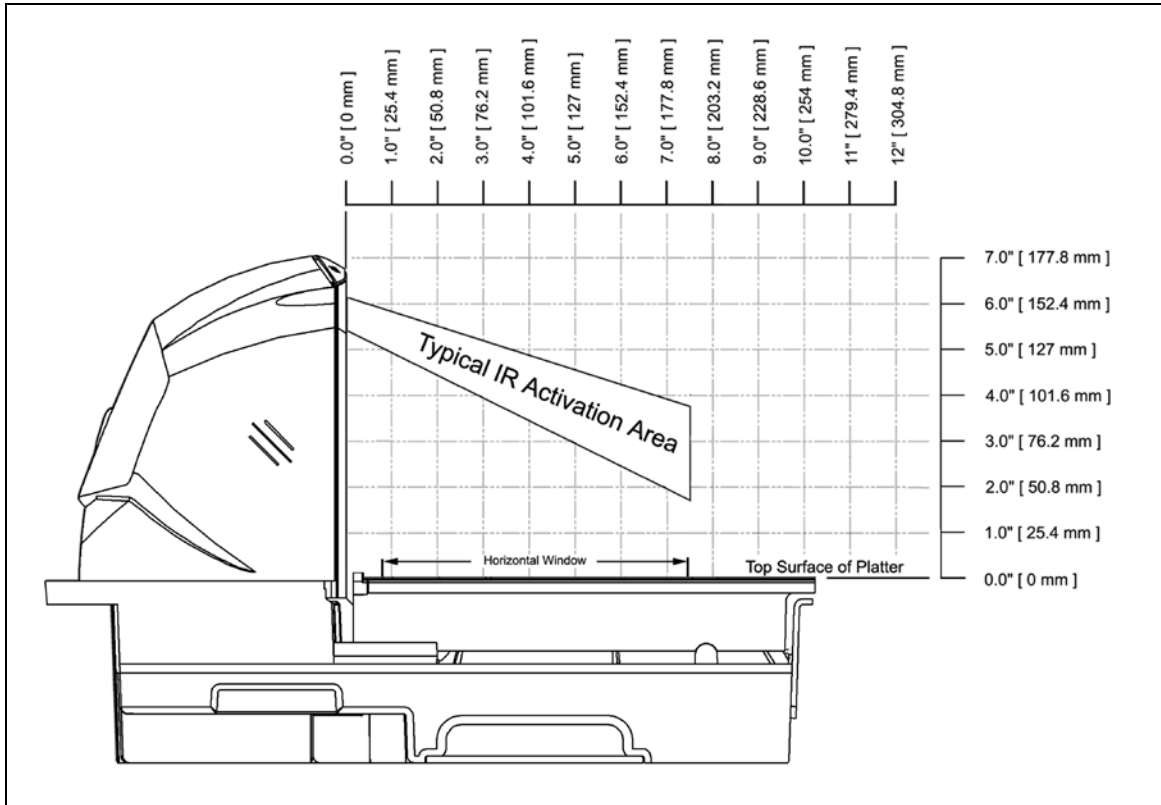 0.0" [ 0 mm ]
1.0" [ 25.4 mm ]
2.0" [ 50.8 mm ]
3.0" [ 76.2 mm ]
4.0" [ 101.6 mm ]
5.0" [ 127 mm ]
6.0" [ 152.4 mm ]
7.0" [ 177.8 mm ]
8.0" [ 203.2 mm ]
9.0" [ 228.6 mm ]
10.0" [ 254 mm ]
11" [ 279.4 mm ]
12" [ 304.8 mm ]
7.0" [ 177.8 mm ]
6.0" [ 152.4 mm ]
5.0" [ 127 mm ]
4.0" [ 101.6 mm ]
3.0" [ 76.2 mm ]
2.0" [ 50.8 mm ]
1.0" [ 25.4 mm ]
0.0" [ 0 mm ]
Typical IR Activation Area
Horizontal Window
Top Surface of Platter